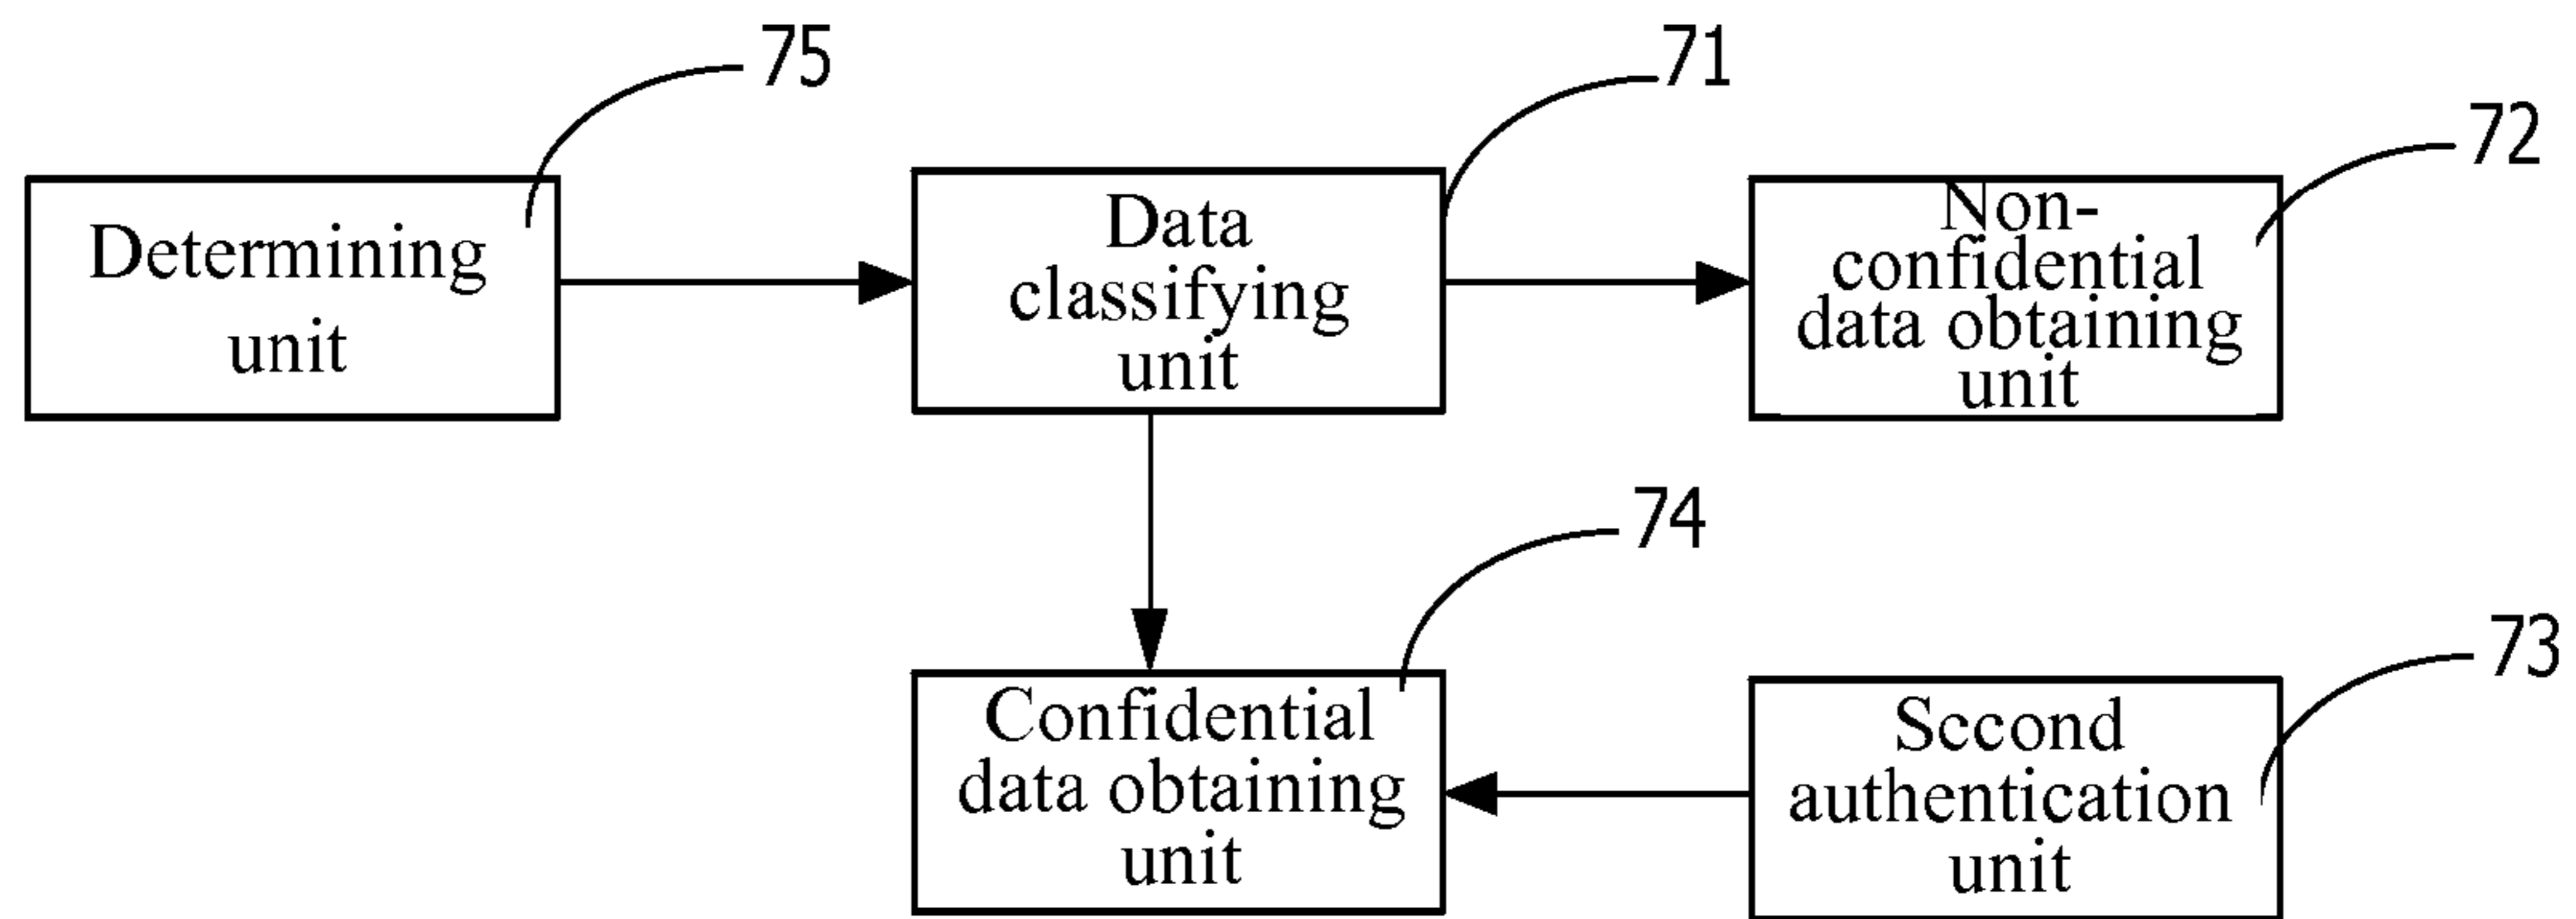 75
71
72
Determining
unit
Data
classifying
unit
Non-
confidential
data obtaining
unit
74
73
Confidential
data obtaining
unit
Sccond
authentication
unit